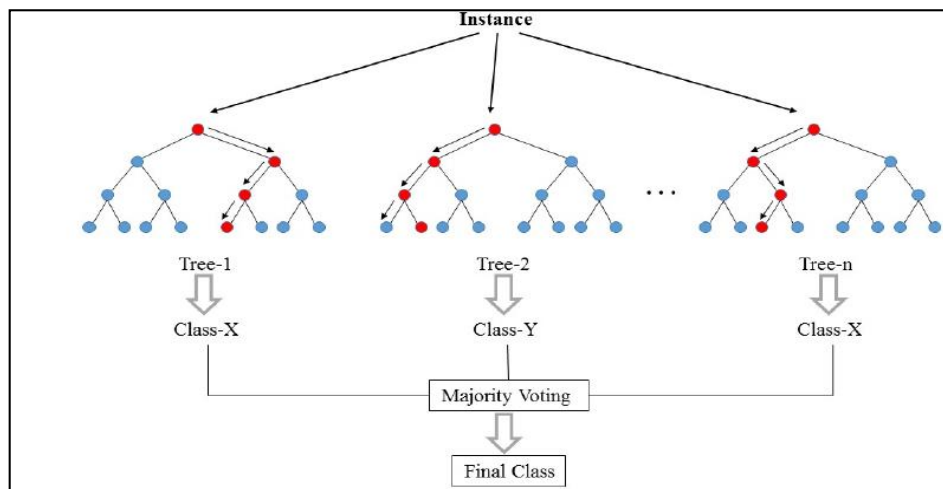 Instance
. . .
Tree-1
Tree-2
Tree-n
Class-X
Class-Y
Class-X
Majority Voting
Final Class